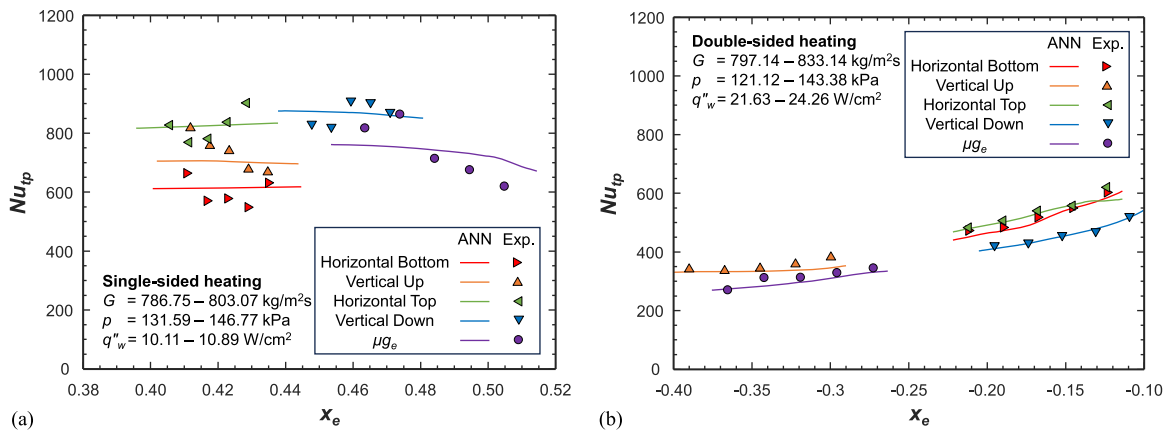 1200
1000
800
600
400
200
0
Nu_tp
0.38 0.40 0.42 0.44 0.46 0.48 0.50 0.52
x_e
(a)
Single-sided heating
G = 786.75 – 803.07 kg/m²s
p = 131.59 – 146.77 kPa
q"_w = 10.11 – 10.89 W/cm²
ANN Exp.
Horizontal Bottom
Vertical Up
Horizontal Top
Vertical Down
μg_e
1200
1000
800
600
400
200
0
Nu_tp
-0.40 -0.35 -0.30 -0.25 -0.20 -0.15 -0.10
x_e
(b)
Double-sided heating
G = 797.14 – 833.14 kg/m²s
p = 121.12 – 143.38 kPa
q"_w = 21.63 – 24.26 W/cm²
ANN Exp.
Horizontal Bottom
Vertical Up
Horizontal Top
Vertical Down
μg_e